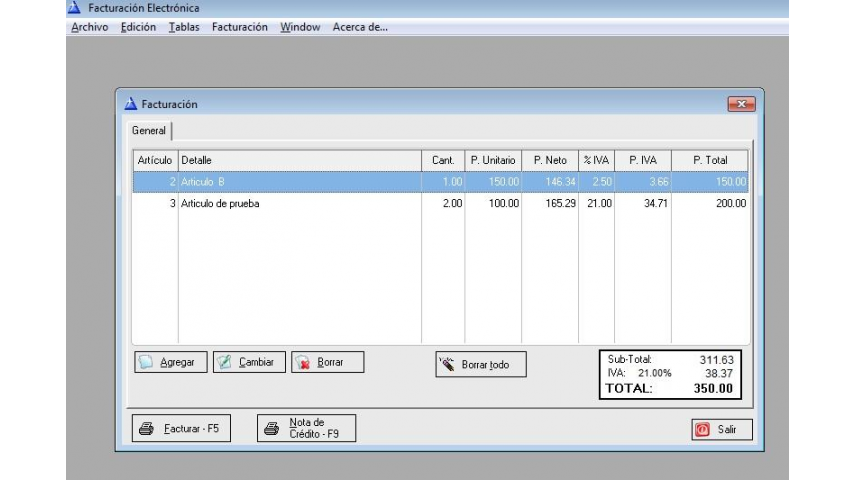 Facturación Electrónica
Archivo Edición Tablas Facturación Window Acerca de...
Facturación
General
Artículo Detalle Cant. P. Unitario P. Neto % IVA P. IVA P. Total
2 Articulo B 1.00 150.00 146.34 2.50 3.66 150.00
3 Articulo de prueba 2.00 100.00 165.29 21.00 34.71 200.00
Agregar Cambiar Borrar Borrar todo
Sub-Total: 311.63
IVA: 21.00% 38.37
TOTAL: 350.00
Facturar - F5 Nota de Crédito - F9 Salir